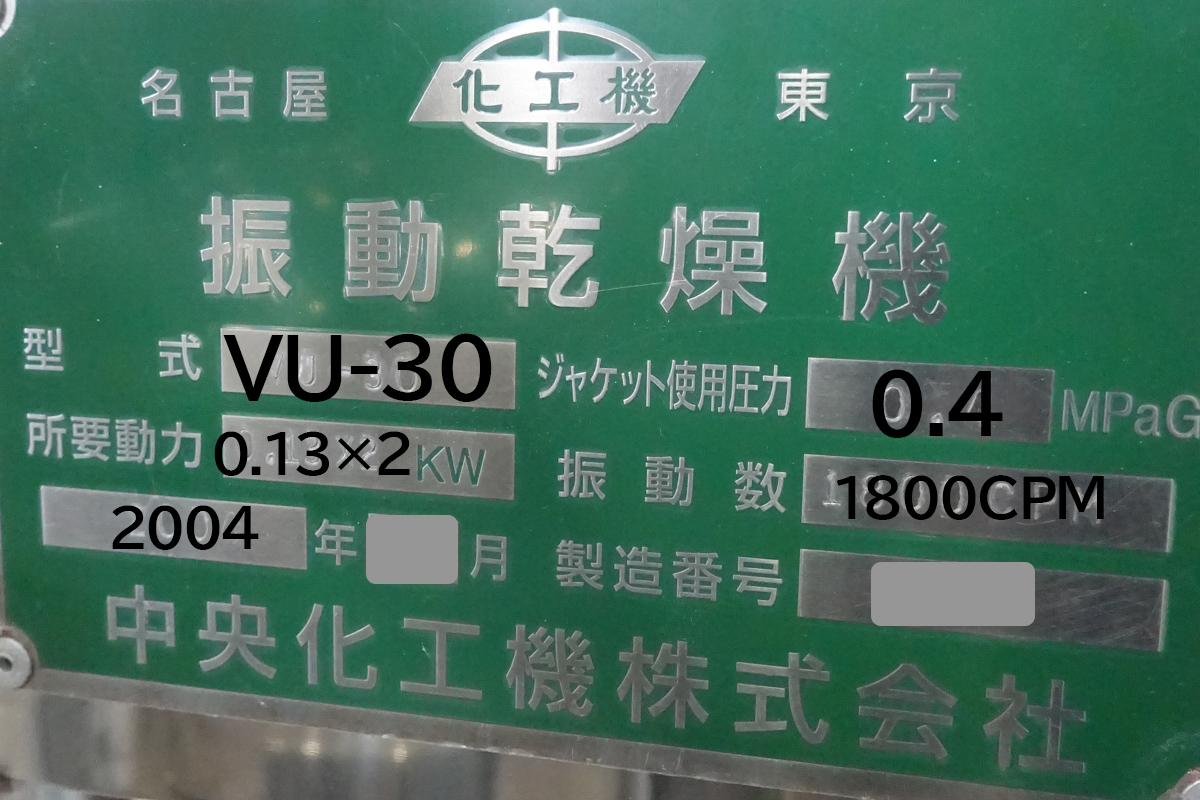 名古屋 化工機 東京
振動乾燥機
型式 VU-30 ジャケット使用圧力 0.4 MPaG
所要動力 0.13×2 KW 振動数 1800CPM
2004 年 月 製造番号
中央化工機株式会社